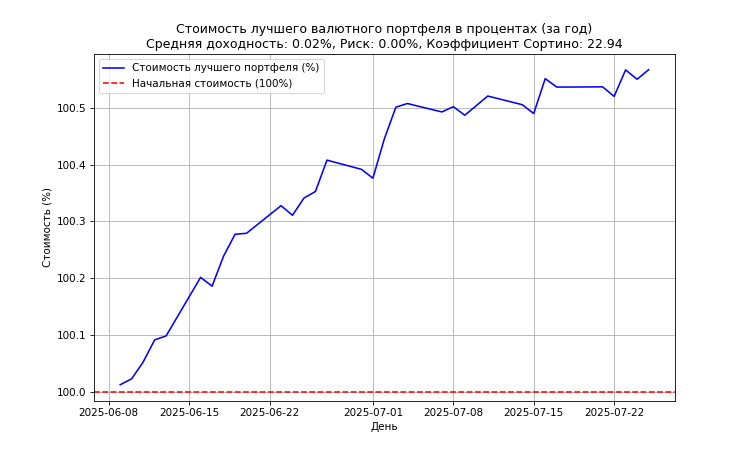 Стоимость лучшего валютного портфеля в процентах (за год)
Средняя доходность: 0.02%, Риск: 0.00%, Коэффициент Сортино: 22.94
Стоимость лучшего портфеля (%)
Начальная стоимость (100%)
Стоимость (%)
100.5
100.4
100.3
100.2
100.1
100.0
2025-06-08
2025-06-15
2025-06-22
2025-07-01
2025-07-08
2025-07-15
2025-07-22
День